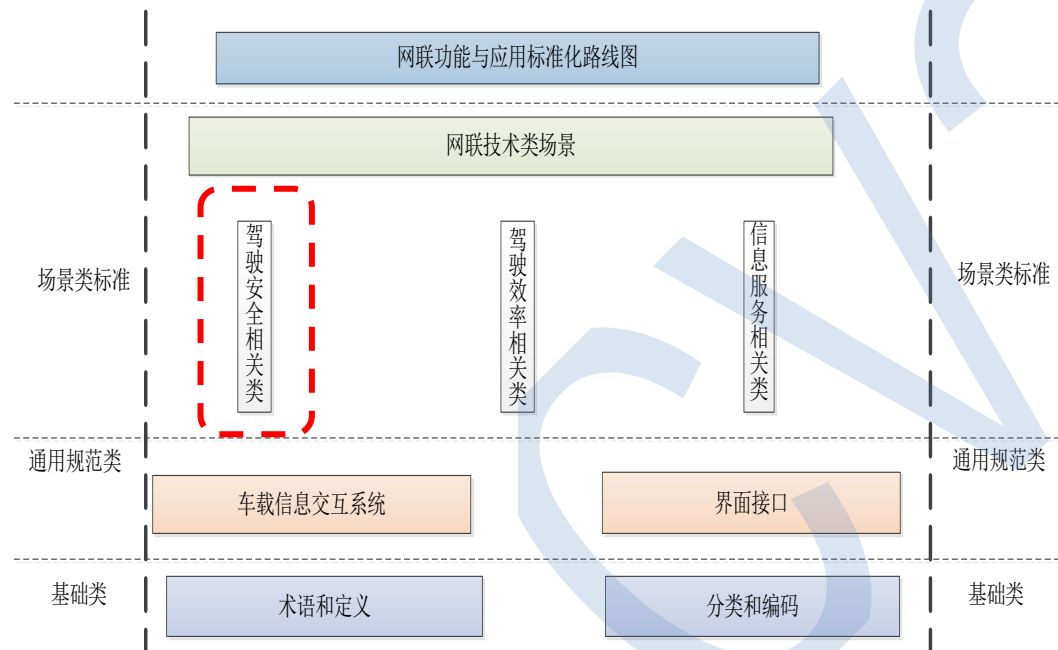 网联功能与应用标准化路线图
网联技术类场景
驾驶安全相关类
驾驶效率相关类
信息服务相关类
场景类标准
场景类标准
通用规范类
通用规范类
车载信息交互系统
界面接口
基础类
基础类
术语和定义
分类和编码